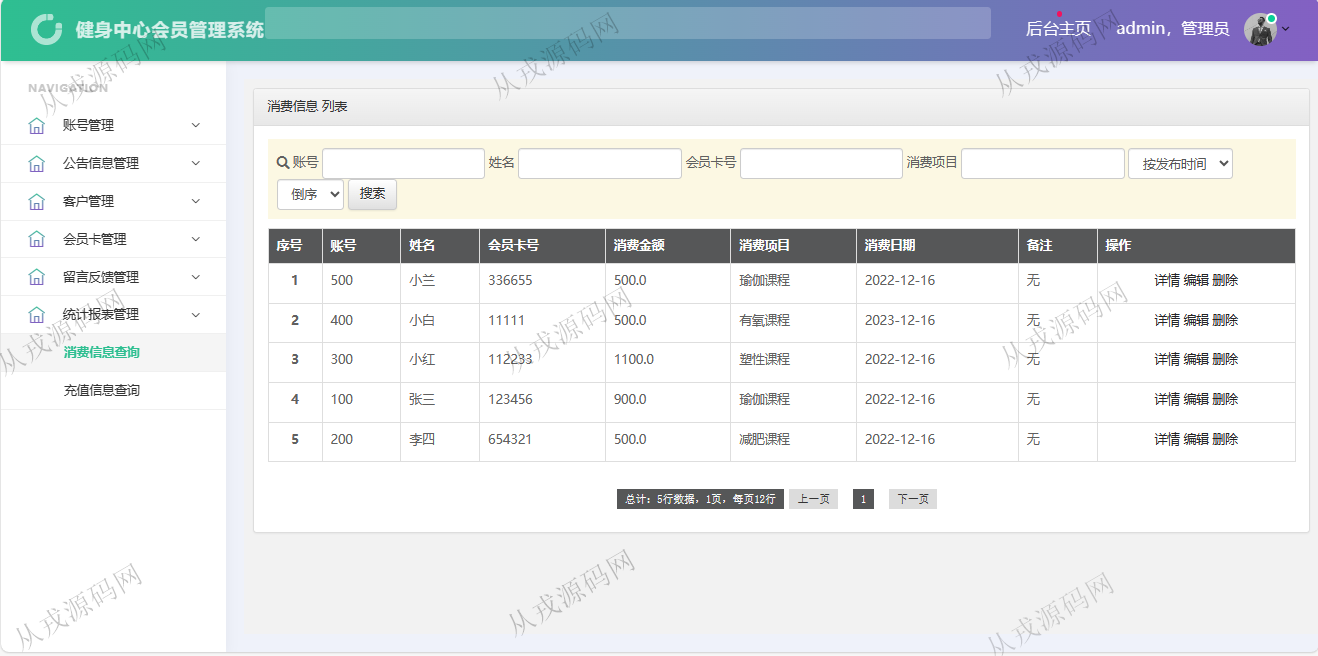 健身中心会员管理系统
后台主页 admin，管理员
NAVIGATION
账号管理
公告信息管理
客户管理
会员卡管理
留言反馈管理
统计报表管理
消费信息查询
充值信息查询
消费信息 列表
账号 姓名 会员卡号 消费项目 按发布时间
倒序 搜索
序号 账号 姓名 会员卡号 消费金额 消费项目 消费日期 备注 操作
1 500 小兰 336655 500.0 瑜伽课程 2022-12-16 无 详情 编辑 删除
2 400 小白 11111 500.0 有氧课程 2023-12-16 无 详情 编辑 删除
3 300 小红 112233 1100.0 塑性课程 2022-12-16 无 详情 编辑 删除
4 100 张三 123456 900.0 瑜伽课程 2022-12-16 无 详情 编辑 删除
5 200 李四 654321 500.0 减肥课程 2022-12-16 无 详情 编辑 删除
总计：5行数据，1页，每页12行 上一页 1 下一页
从戎源码网
从戎源码网
从戎源码网
从戎源码网
从戎源码网
从戎源码网
从戎源码网
从戎源码网
从戎源码网